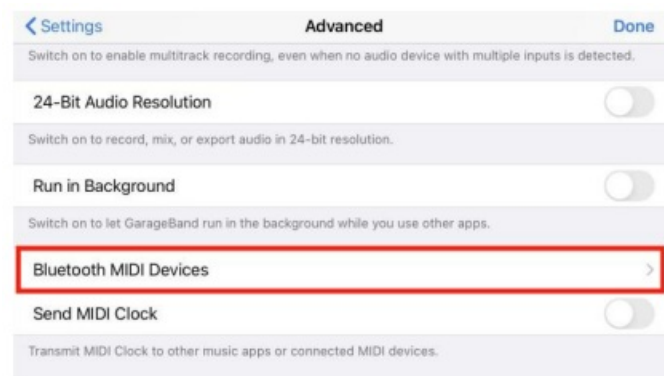 Settings
Advanced
Done
Switch on to enable multitrack recording, even when no audio device with multiple inputs is detected.
24-Bit Audio Resolution
Switch on to record, mix, or export audio in 24-bit resolution.
Run in Background
Switch on to let GarageBand run in the background while you use other apps.
Bluetooth MIDI Devices
Send MIDI Clock
Transmit MIDI Clock to other music apps or connected MIDI devices.